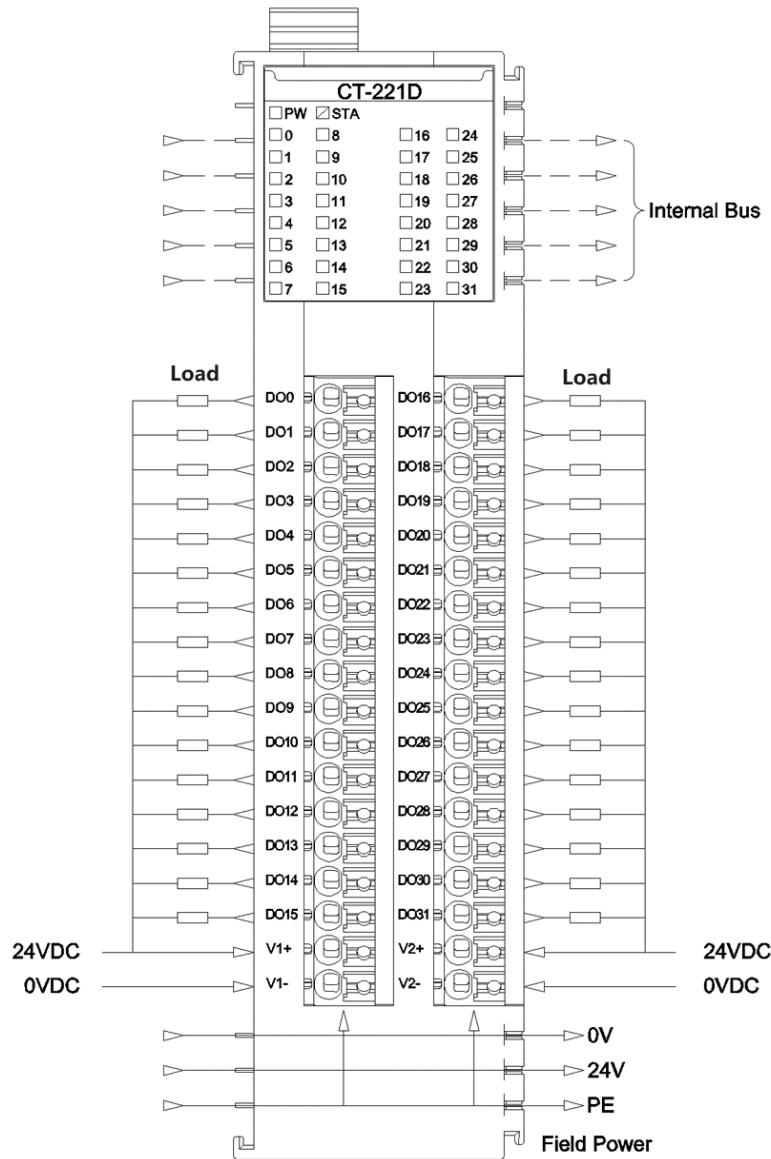 CT-221D
PW STA
0 8 16 24
1 9 17 25
2 10 18 26
3 11 19 27
4 12 20 28
5 13 21 29
6 14 22 30
7 15 23 31
Internal Bus
Load Load
DO0 DO16
DO1 DO17
DO2 DO18
DO3 DO19
DO4 DO20
DO5 DO21
DO6 DO22
DO7 DO23
DO8 DO24
DO9 DO25
DO10 DO26
DO11 DO27
DO12 DO28
DO13 DO29
DO14 DO30
DO15 DO31
24VDC V1+ V2+ 24VDC
0VDC V1- V2- 0VDC
0V
24V
PE
Field Power